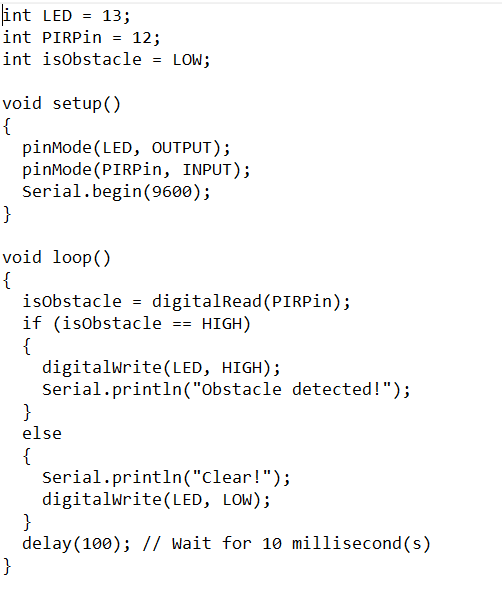 int LED = 13;
int PIRPin = 12;
int isObstacle = LOW;

void setup()
{
  pinMode(LED, OUTPUT);
  pinMode(PIRPin, INPUT);
  Serial.begin(9600);
}

void loop()
{
  isObstacle = digitalRead(PIRPin);
  if (isObstacle == HIGH)
  {
    digitalWrite(LED, HIGH);
    Serial.println("Obstacle detected!");
  }
  else
  {
    Serial.println("Clear!");
    digitalWrite(LED, LOW);
  }
  delay(100); // Wait for 10 millisecond(s)
}